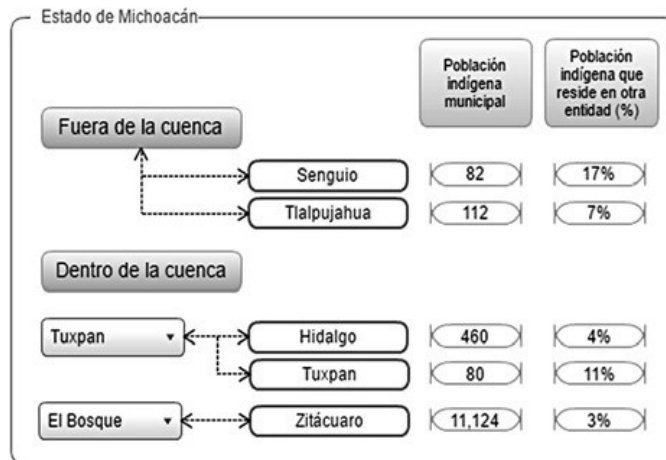 Estado de Michoacán
Población
indígena
municipal
Población
indígena que
reside en otra
entidad (%)
Fuera de la cuenca
Senguio 82 17%
Tlalpujahua 112 7%
Dentro de la cuenca
Tuxpan Hidalgo 460 4%
Tuxpan 80 11%
El Bosque Zitácuaro 11,124 3%